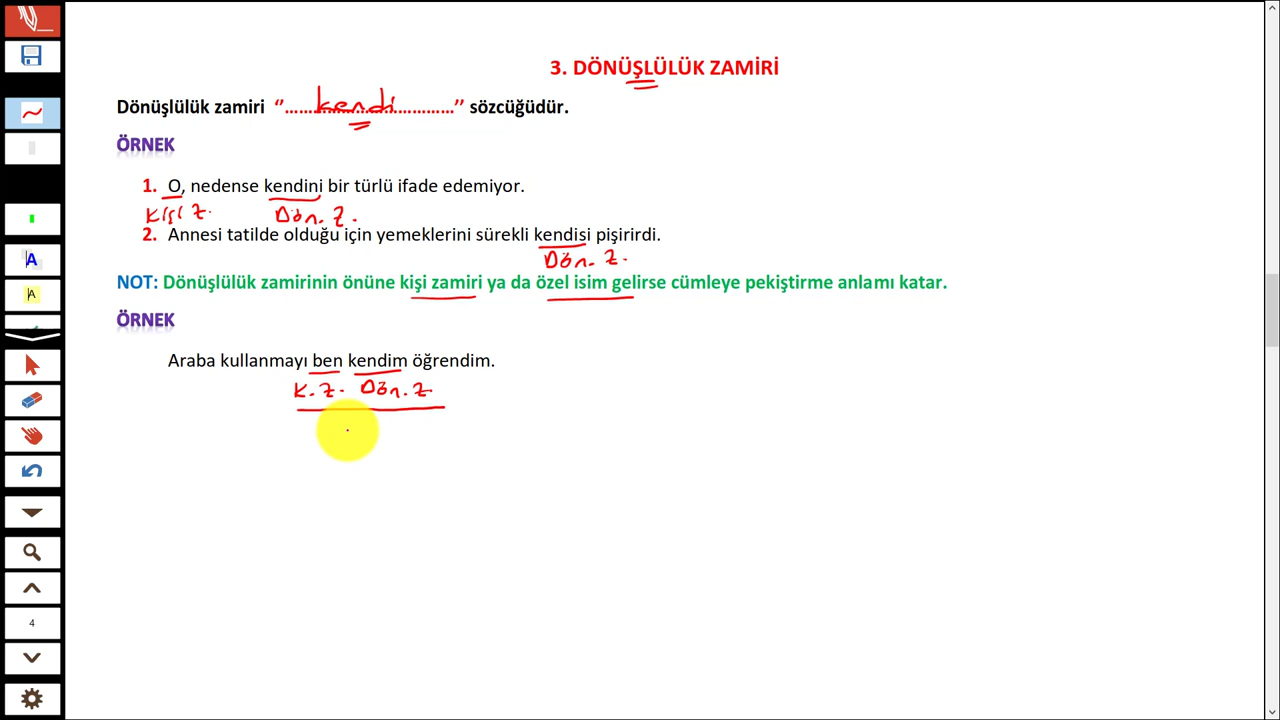 3. DÖNÜŞLÜLÜK ZAMİRİ
Dönüşlülük zamiri “.......kendi.............” sözcüğüdür.
ÖRNEK
1. O, nedense kendini bir türlü ifade edemiyor.
Kişi Z. Dön. Z.
2. Annesi tatilde olduğu için yemeklerini sürekli kendisi pişirirdi.
Dön. Z.
NOT: Dönüşlülük zamirinin önüne kişi zamiri ya da özel isim gelirse cümleye pekiştirme anlamı katar.
ÖRNEK
Araba kullanmayı ben kendim öğrendim.
K. Z. Dön. Z
A
A
4